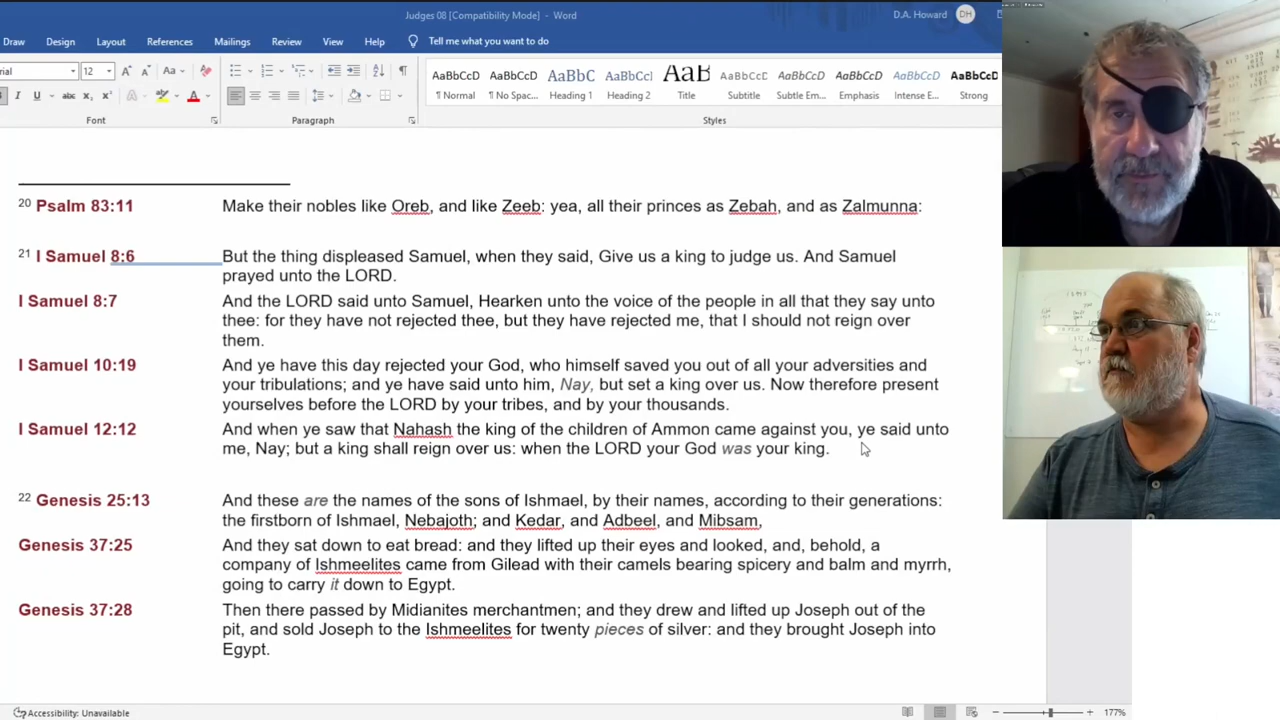 Judges 08 [Compatibility Mode] - Word
D.A. Howard DH
Draw Design Layout References Mailings Review View Help Tell me what you want to do
rial 12
AaBbCcD AaBbCcD AaBbC AaBbCc AaB AaBbCcD AaBbCcD AaBbCcD AaBbCcD AaBbCcD
¶ Normal ¶ No Spac... Heading 1 Heading 2 Title Subtitle Subtle Em... Emphasis Intense E... Strong
Font Paragraph Styles
20 Psalm 83:11 Make their nobles like Oreb, and like Zeeb: yea, all their princes as Zebah, and as Zalmunna:
21 I Samuel 8:6 But the thing displeased Samuel, when they said, Give us a king to judge us. And Samuel
prayed unto the LORD.
I Samuel 8:7 And the LORD said unto Samuel, Hearken unto the voice of the people in all that they say unto
thee: for they have not rejected thee, but they have rejected me, that I should not reign over
them.
I Samuel 10:19 And ye have this day rejected your God, who himself saved you out of all your adversities and
your tribulations; and ye have said unto him, Nay, but set a king over us. Now therefore present
yourselves before the LORD by your tribes, and by your thousands.
I Samuel 12:12 And when ye saw that Nahash the king of the children of Ammon came against you, ye said unto
me, Nay; but a king shall reign over us: when the LORD your God was your king.
22 Genesis 25:13 And these are the names of the sons of Ishmael, by their names, according to their generations:
the firstborn of Ishmael, Nebajoth; and Kedar, and Adbeel, and Mibsam,
Genesis 37:25 And they sat down to eat bread: and they lifted up their eyes and looked, and, behold, a
company of Ishmeelites came from Gilead with their camels bearing spicery and balm and myrrh,
going to carry it down to Egypt.
Genesis 37:28 Then there passed by Midianites merchantmen; and they drew and lifted up Joseph out of the
pit, and sold Joseph to the Ishmeelites for twenty pieces of silver: and they brought Joseph into
Egypt.
Accessibility: Unavailable
177%